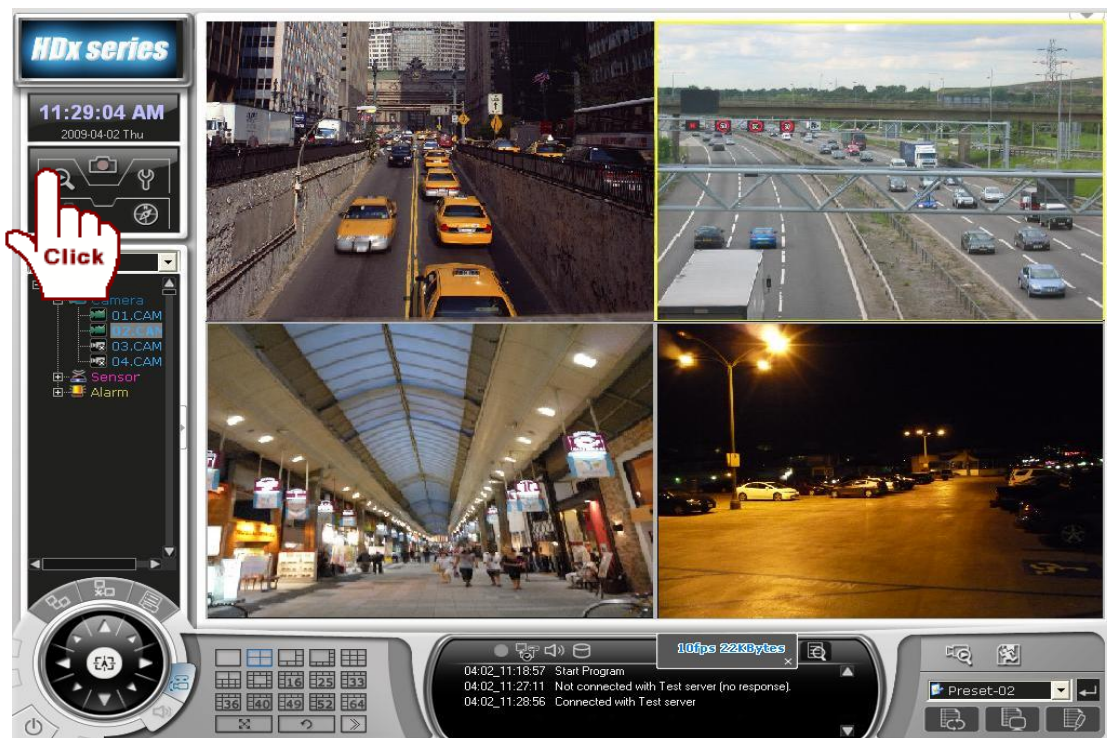 HDx series
11:29:04 AM
2009-04-02 Thu
Click
Camera
01.CAM
02.CAM
03.CAM
04.CAM
Sensor
Alarm
16 25 33
36 40 49 52 64
10fps 22KBytes
04:02_11:18:57 Start Program
04:02_11:27:11 Not connected with Test server (no response).
04:02_11:28:56 Connected with Test server
Preset-02